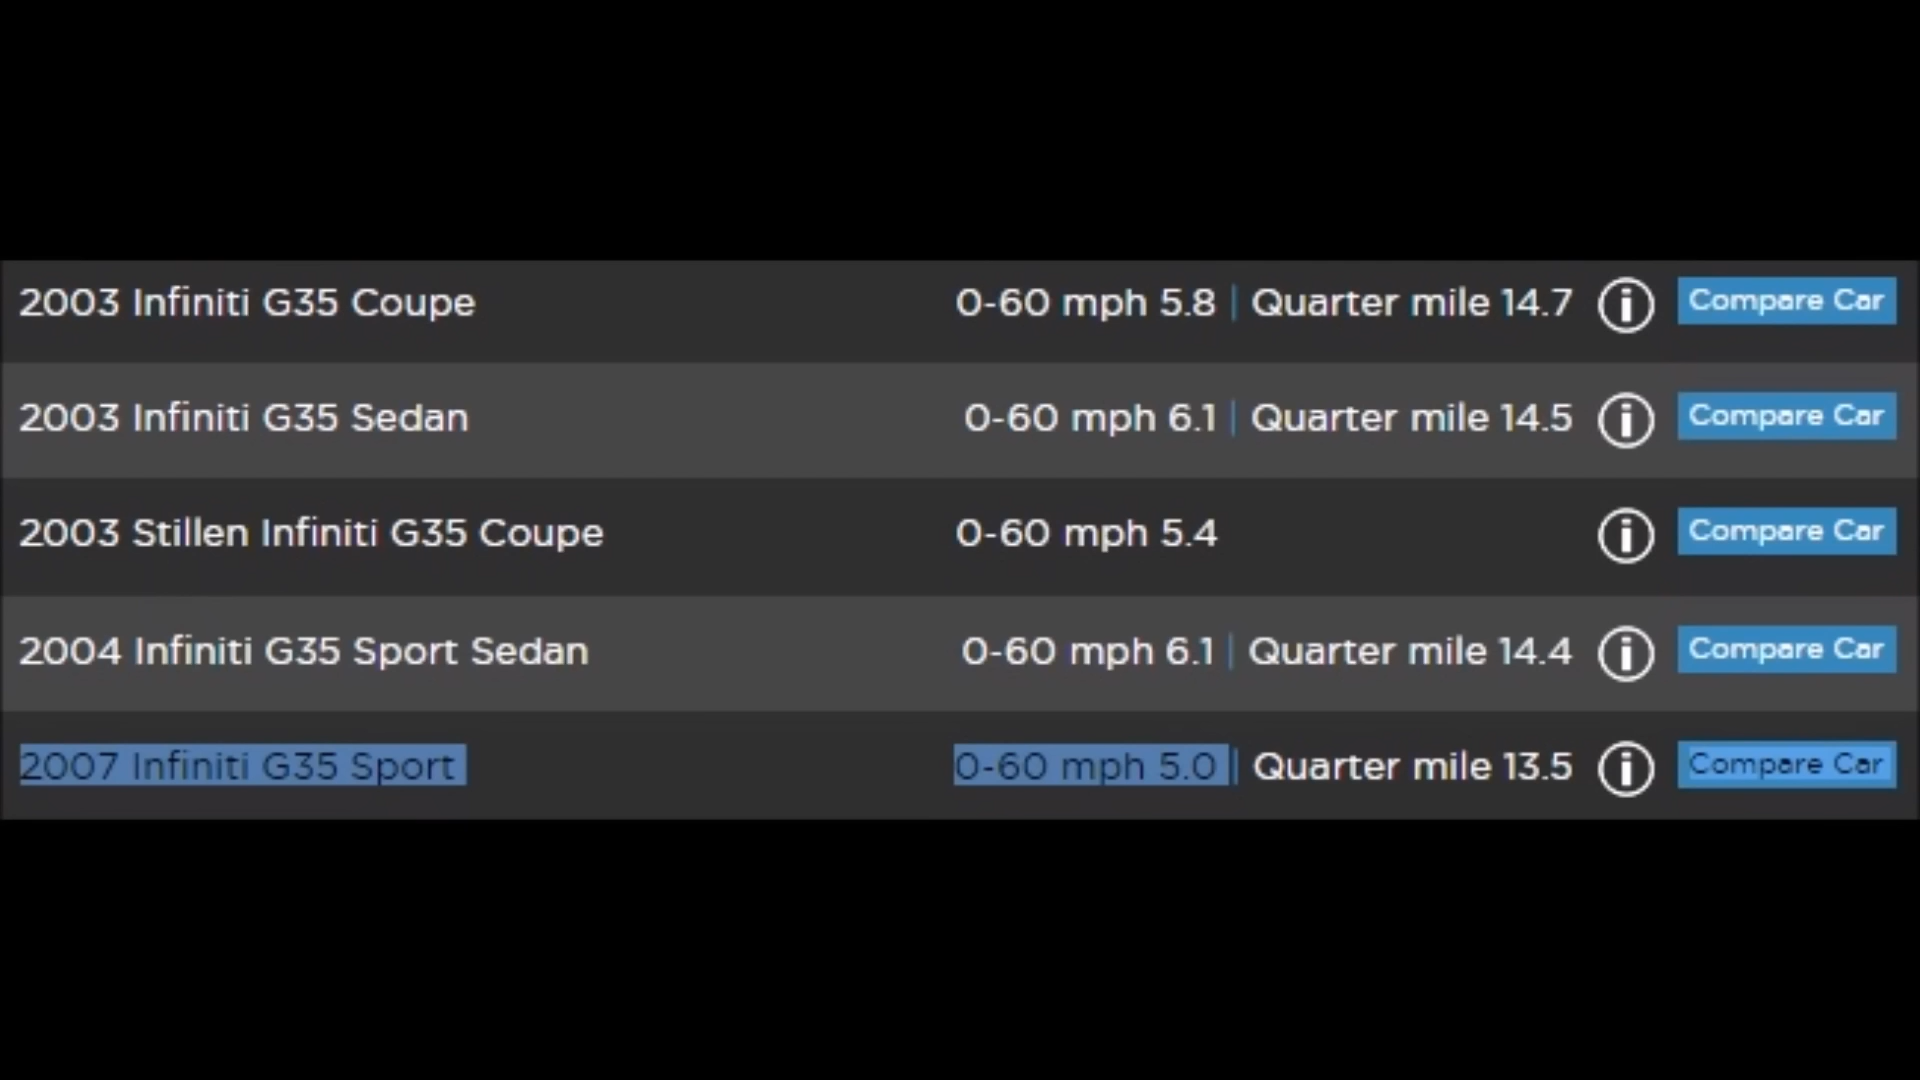 2003 Infiniti G35 Coupe 0-60 mph 5.8 | Quarter mile 14.7 i Compare Car
2003 Infiniti G35 Sedan 0-60 mph 6.1 | Quarter mile 14.5 i Compare Car
2003 Stillen Infiniti G35 Coupe 0-60 mph 5.4 i Compare Car
2004 Infiniti G35 Sport Sedan 0-60 mph 6.1 | Quarter mile 14.4 i Compare Car
2007 Infiniti G35 Sport 0-60 mph 5.0 | Quarter mile 13.5 i Compare Car